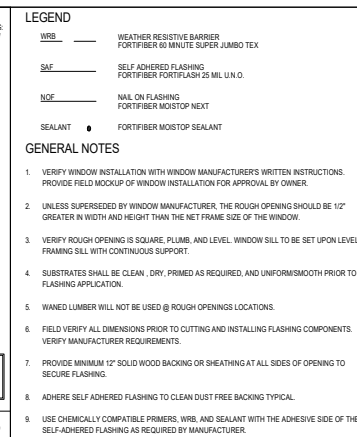 LEGEND
WRB WEATHER RESISTIVE BARRIER
FORTIFIBER 60 MINUTE SUPER JUMBO TEX
SAF SELF ADHERED FLASHING
FORTIFIBER FORTIFLASH 25 MIL U.N.O.
NOF NAIL ON FLASHING
FORTIFIBER MOISTOP NEXT
SEALANT FORTIFIBER MOISTOP SEALANT
GENERAL NOTES
1. VERIFY WINDOW INSTALLATION WITH WINDOW MANUFACTURER'S WRITTEN INSTRUCTIONS.
PROVIDE FIELD MOCKUP OF WINDOW INSTALLATION FOR APPROVAL BY OWNER.
2. UNLESS SUPERSEDED BY WINDOW MANUFACTURER, THE ROUGH OPENING SHOULD BE 1/2"
GREATER IN WIDTH AND HEIGHT THAN THE NET FRAME SIZE OF THE WINDOW.
3. VERIFY ROUGH OPENING IS SQUARE, PLUMB, AND LEVEL. WINDOW SILL TO BE SET UPON LEVEL
FRAMING SILL WITH CONTINUOUS SUPPORT.
4. SUBSTRATES SHALL BE CLEAN , DRY, PRIMED AS REQUIRED, AND UNIFORM/SMOOTH PRIOR TO
FLASHING APPLICATION.
5. WANED LUMBER WILL NOT BE USED @ ROUGH OPENINGS LOCATIONS.
6. FIELD VERIFY ALL DIMENSIONS PRIOR TO CUTTING AND INSTALLING FLASHING COMPONENTS.
VERIFY MANUFACTURER REQUIREMENTS.
7. PROVIDE MINIMUM 12" SOLID WOOD BACKING OR SHEATHING AT ALL SIDES OF OPENING TO
SECURE FLASHING.
8. ADHERE SELF ADHERED FLASHING TO CLEAN DUST FREE BACKING TYPICAL.
9. USE CHEMICALLY COMPATIBLE PRIMERS, WRB, AND SEALANT WITH THE ADHESIVE SIDE OF THE
SELF-ADHERED FLASHING AS REQUIRED BY MANUFACTURER.